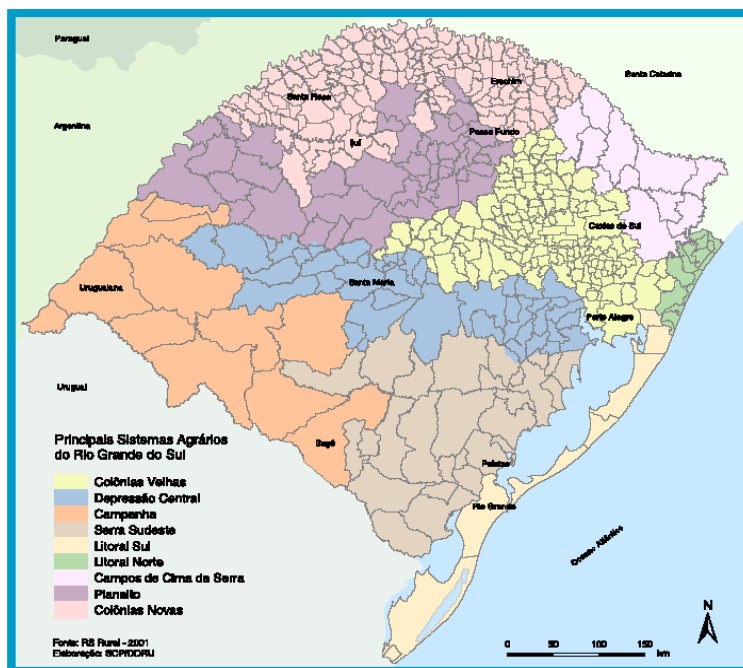 Paraguai
Santa Catarina
Erechim
Santa Rosa
Argentina
Passo Fundo
Ijuí
Caxias do Sul
Santa Maria
Uruguaiana
Porto Alegre
Uruguai
Bagé
Pelotas
Rio Grande
Oceano Atlântico
Principais Sistemas Agrários
do Rio Grande do Sul
Colônias Velhas
Depressão Central
Campanha
Serra Sudeste
Litoral Sul
Litoral Norte
Campos de Cima da Serra
Planalto
Colônias Novas
Fonte: RS Rural - 2001
Elaboração: SCP/DDRU
N
0 50 100 150
km